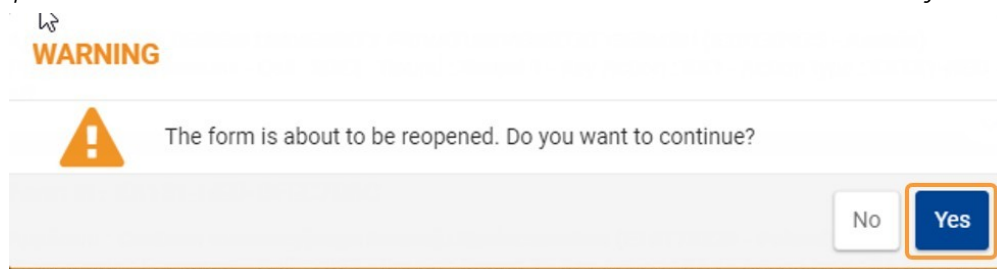 WARNING
The form is about to be reopened. Do you want to continue?
No Yes